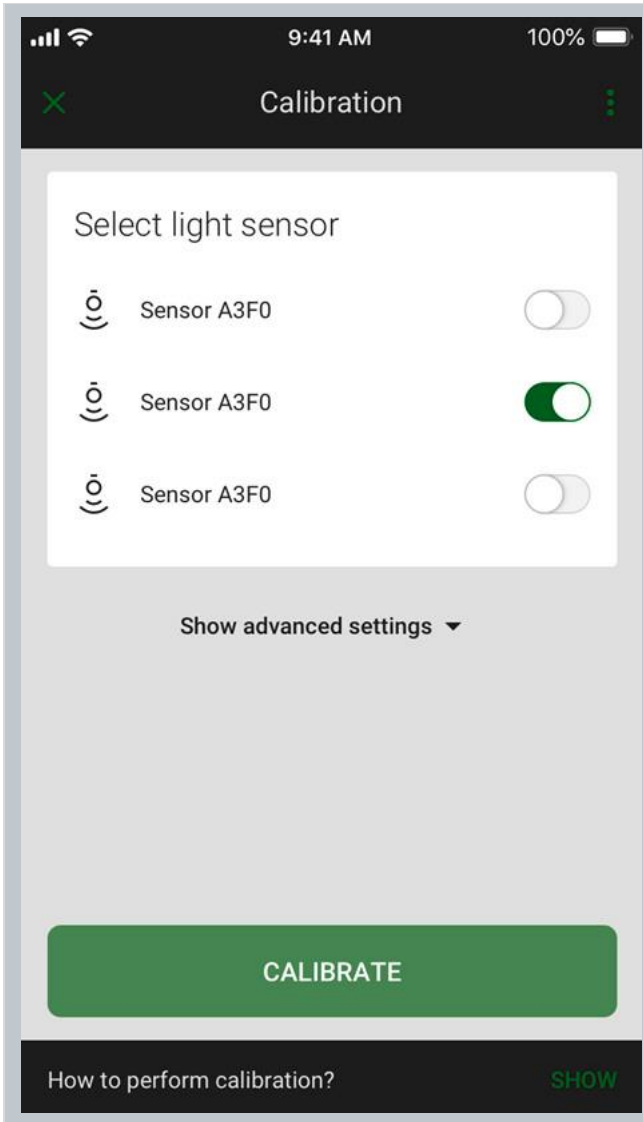 9:41 AM 100%
Calibration
Select light sensor
Sensor A3F0
Sensor A3F0
Sensor A3F0
Show advanced settings
CALIBRATE
How to perform calibration? SHOW